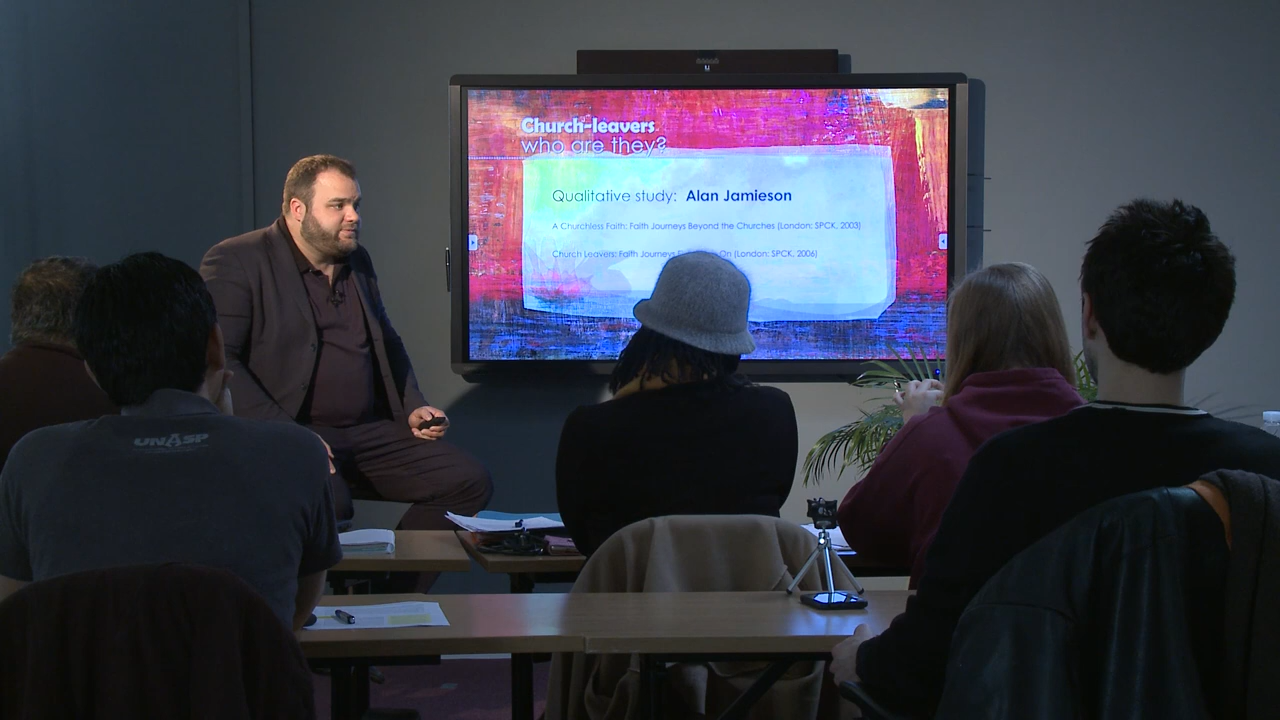 Church-leavers
who are they?
Qualitative study: Alan Jamieson
A Churchless Faith: Faith Journeys Beyond the Churches (London: SPCK, 2003)
Church Leavers: Faith Journeys On (London: SPCK, 2006)
UNASP